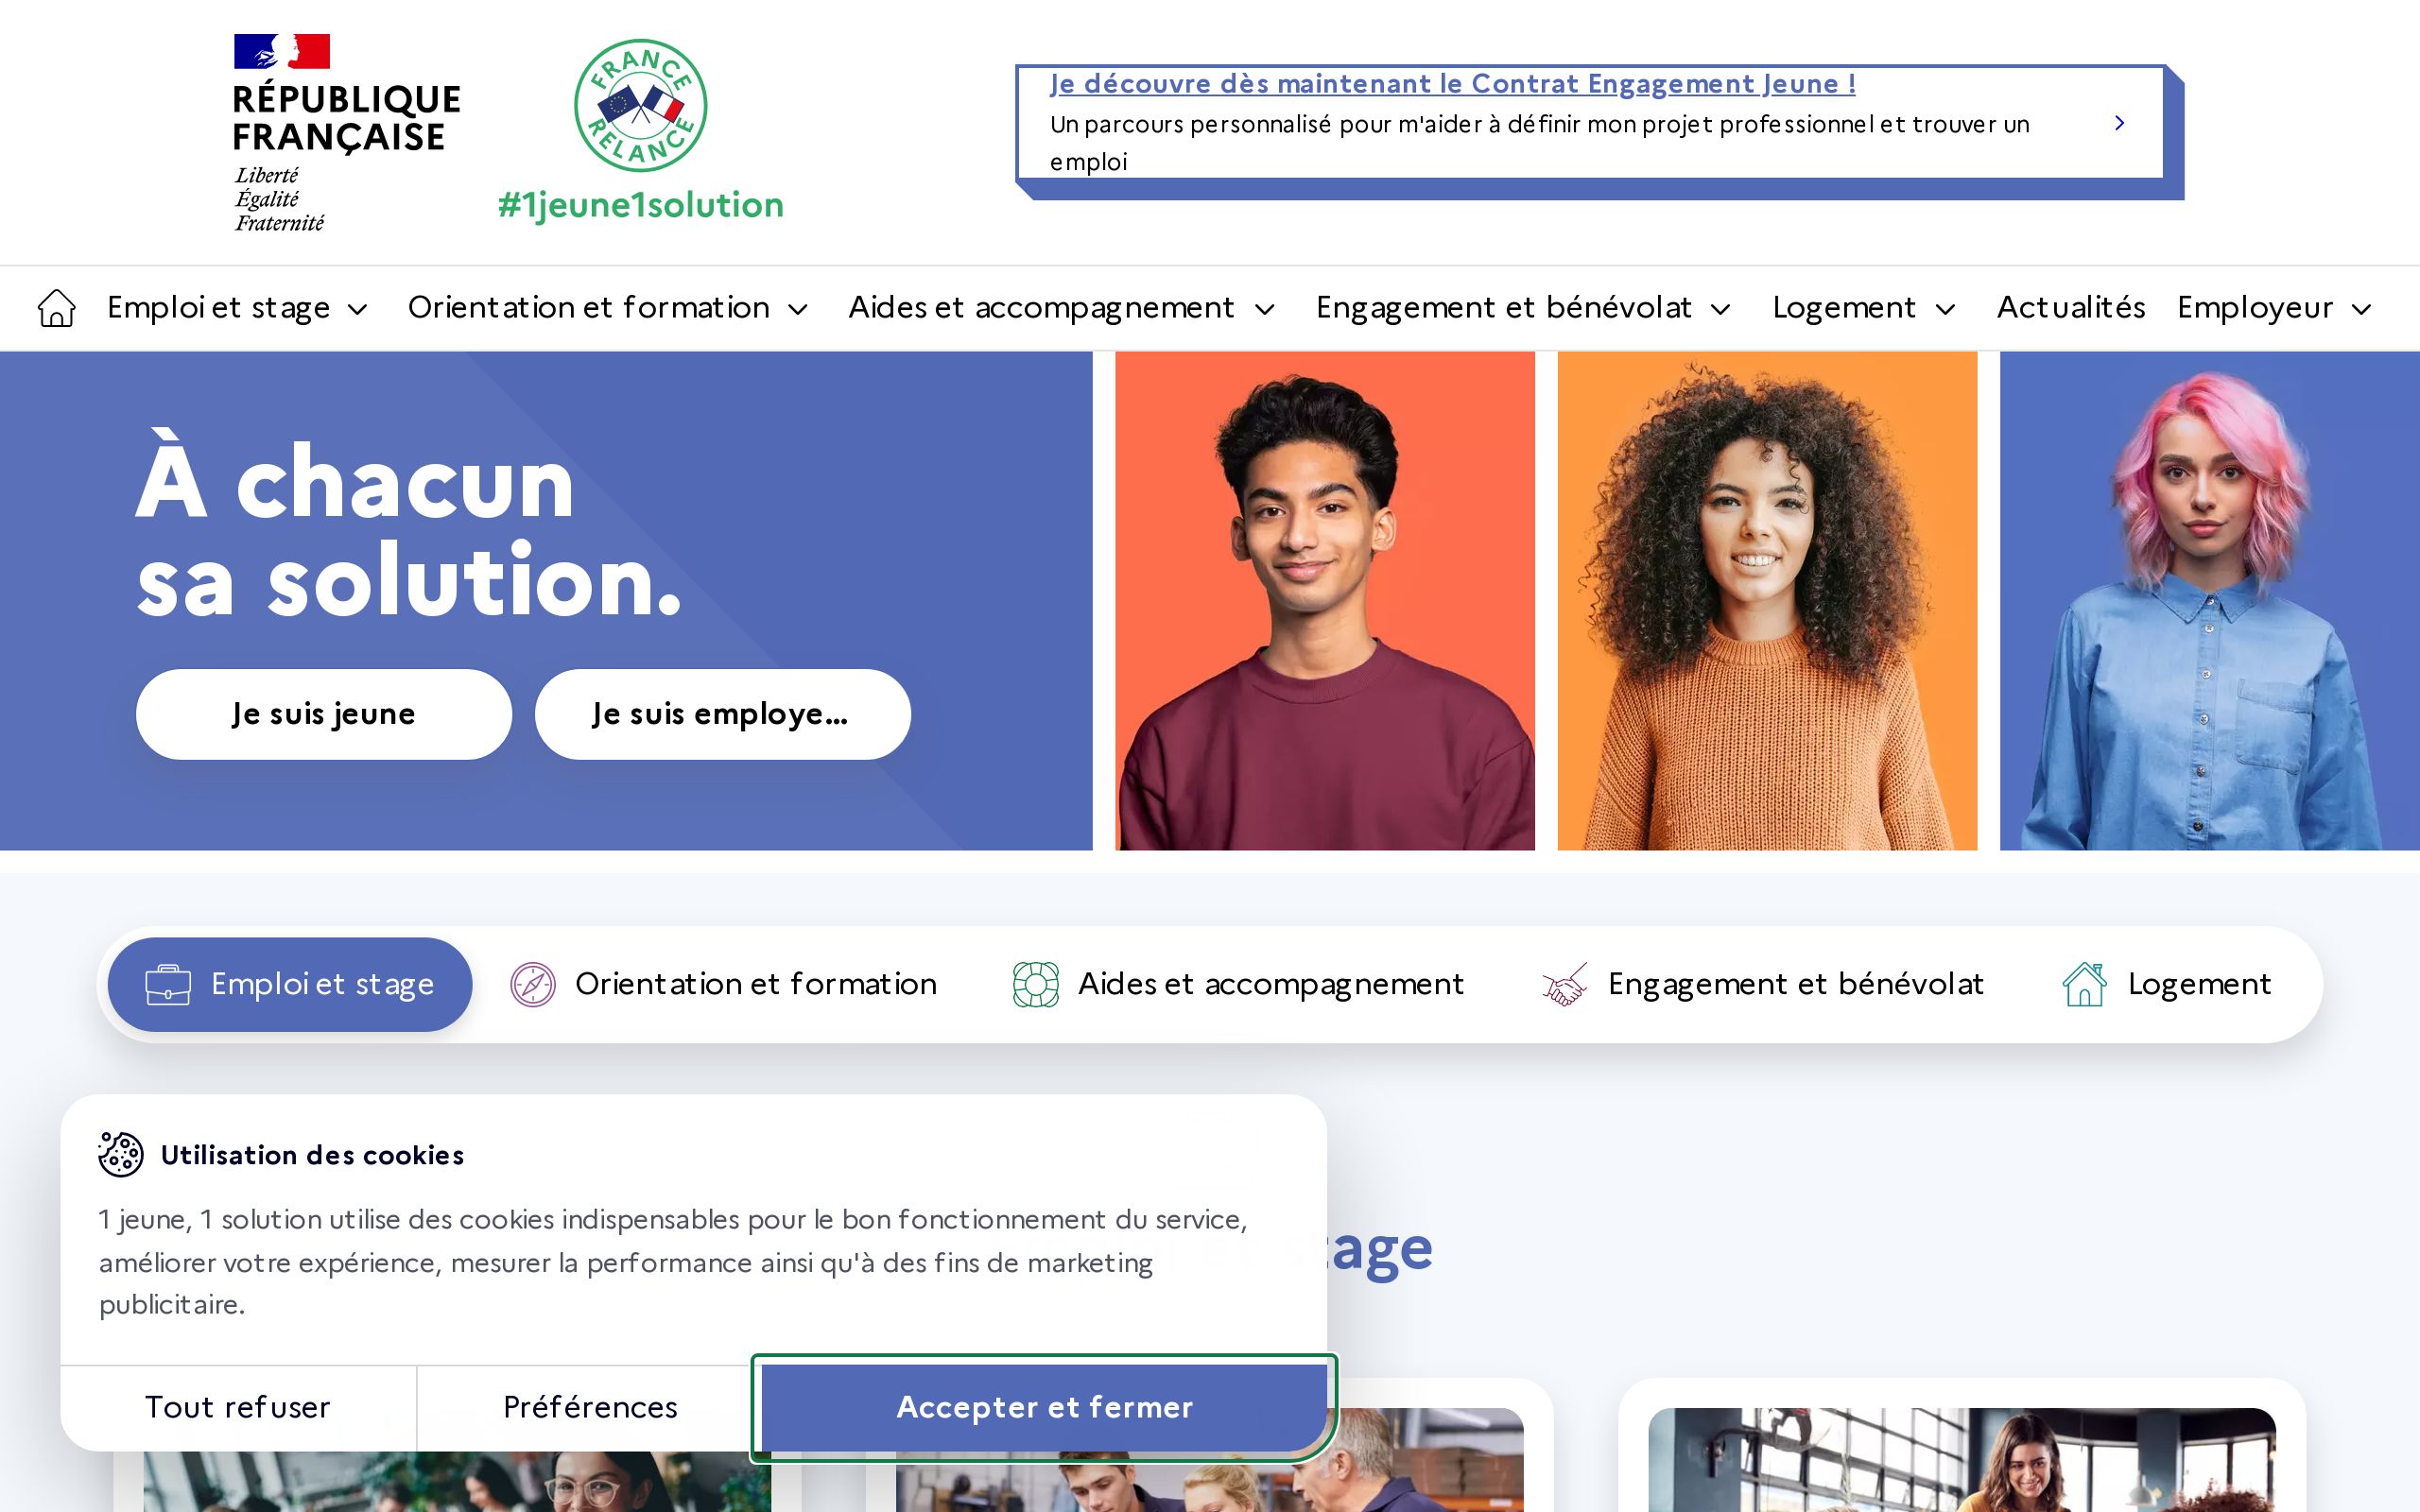 RÉPUBLIQUE
FRANÇAISE
Liberté
Égalité
Fraternité
FRANCE
RELANCE
#1jeune1solution
Je découvre dès maintenant le Contrat Engagement Jeune !
Un parcours personnalisé pour m'aider à définir mon projet professionnel et trouver un
emploi
Emploi et stage
Orientation et formation
Aides et accompagnement
Engagement et bénévolat
Logement
Actualités
Employeur
À chacun
sa solution.
Je suis jeune
Je suis employe...
Emploi et stage
Orientation et formation
Aides et accompagnement
Engagement et bénévolat
Logement
Utilisation des cookies
1 jeune, 1 solution utilise des cookies indispensables pour le bon fonctionnement du service,
améliorer votre expérience, mesurer la performance ainsi qu'à des fins de marketing
publicitaire.
Tout refuser
Préférences
Accepter et fermer